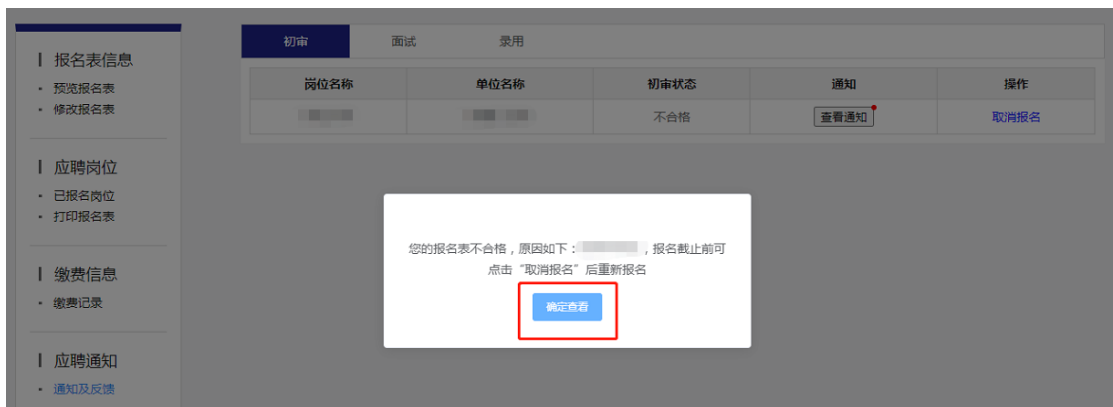 报名表信息
· 预览报名表
· 修改报名表
应聘岗位
· 已报名岗位
· 打印报名表
缴费信息
· 缴费记录
应聘通知
· 通知及反馈
初审 面试 录用
岗位名称 单位名称 初审状态 通知 操作
不合格 查看通知 取消报名
您的报名表不合格，原因如下： ，报名截止前可
点击“取消报名”后重新报名
确定查看